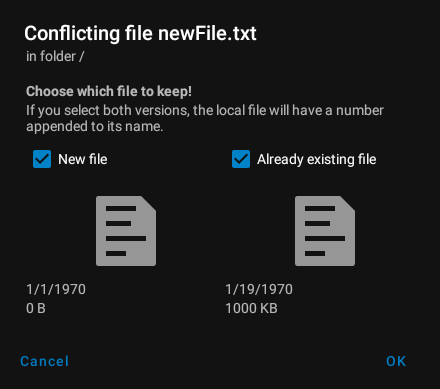 Conflicting file newFile.txt
in folder /
Choose which file to keep!
If you select both versions, the local file will have a number
appended to its name.
New file
Already existing file
1/1/1970
0 B
1/19/1970
1000 KB
Cancel
OK